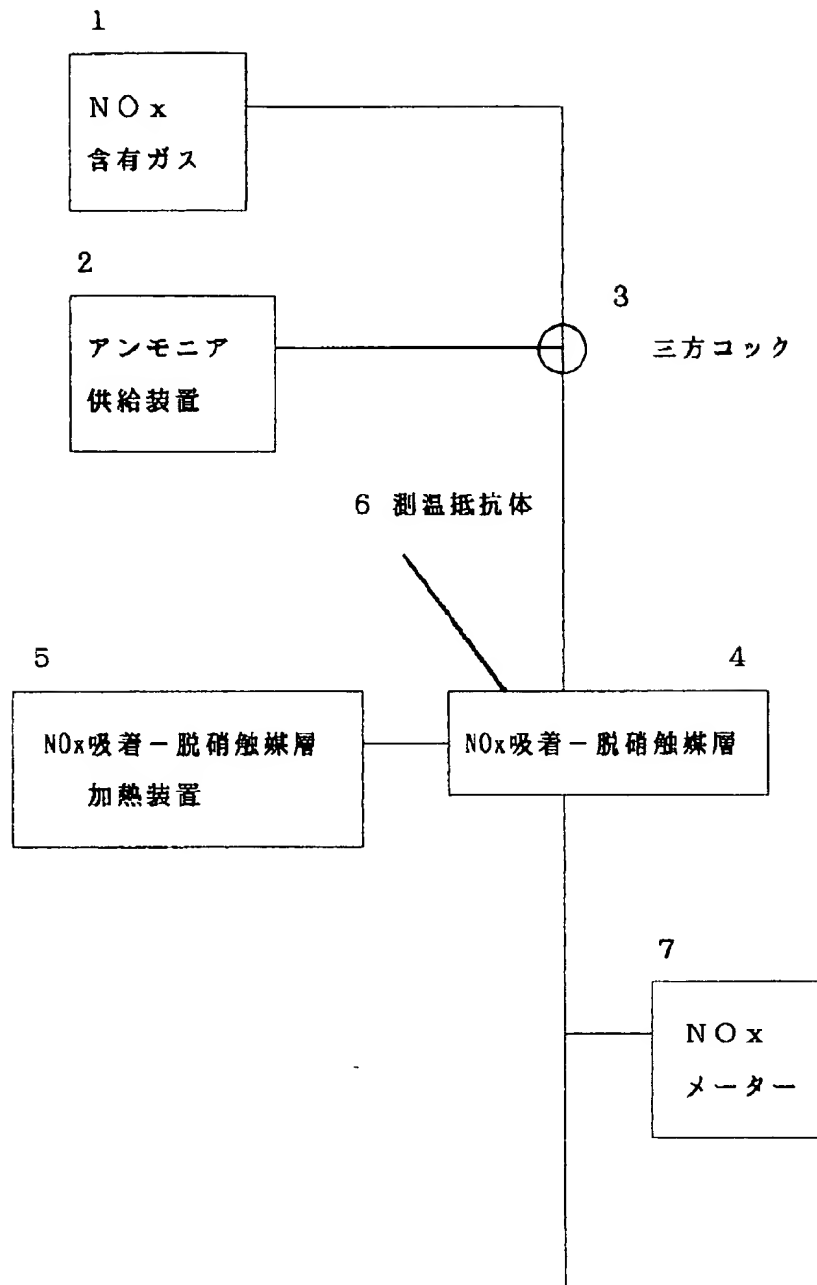 1
NOx
含有ガス
2
アンモニア
供給装置
3
三方コック
6 測温抵抗体
5
NOx吸着－脱硝触媒層
加熱装置
4
NOx吸着－脱硝触媒層
7
NOx
メーター